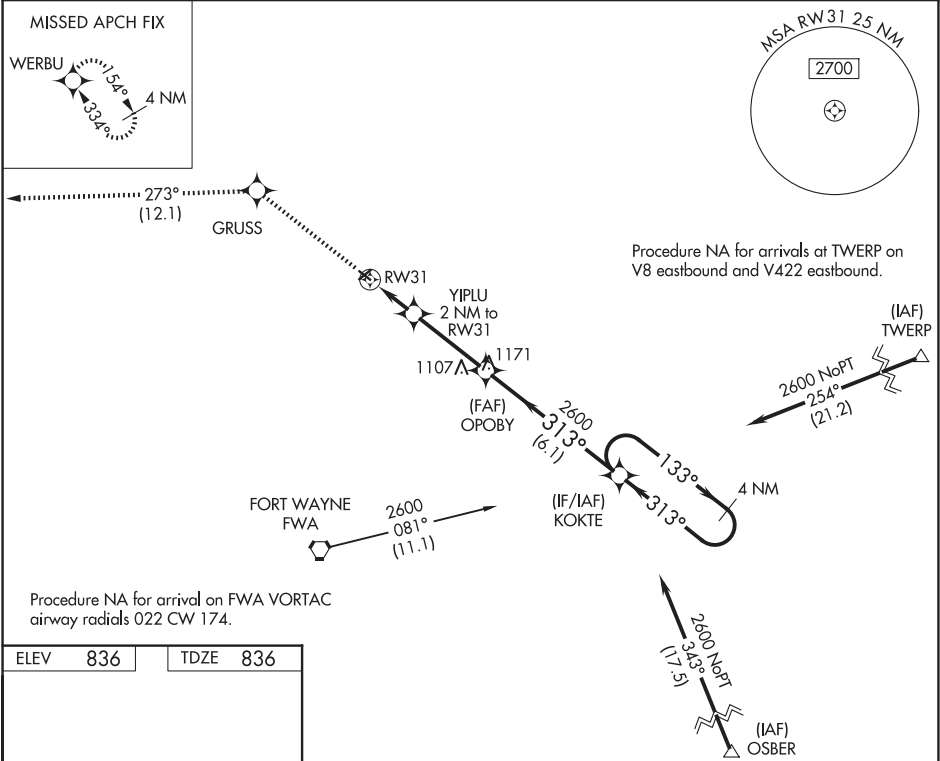 MISSED APCH FIX
WERBU
154°
4 NM
334°
MSA RW31 25 NM
2700
273°
(12.1)
GRUSS
RW31
YIPLU
2 NM to
RW31
1107
1171
(FAF)
OPOBY
2600
313°
(6.1)
Procedure NA for arrivals at TWERP on
V8 eastbound and V422 eastbound.
(IAF)
TWERP
2600 NoPT
254°
(21.2)
133°
4 NM
313°
(IF/IAF)
KOKTE
FORT WAYNE
FWA
2600
081°
(11.1)
Procedure NA for arrival on FWA VORTAC
airway radials 022 CW 174.
2600 NoPT
343°
(17.5)
(IAF)
OSBER
ELEV 836
TDZE 836